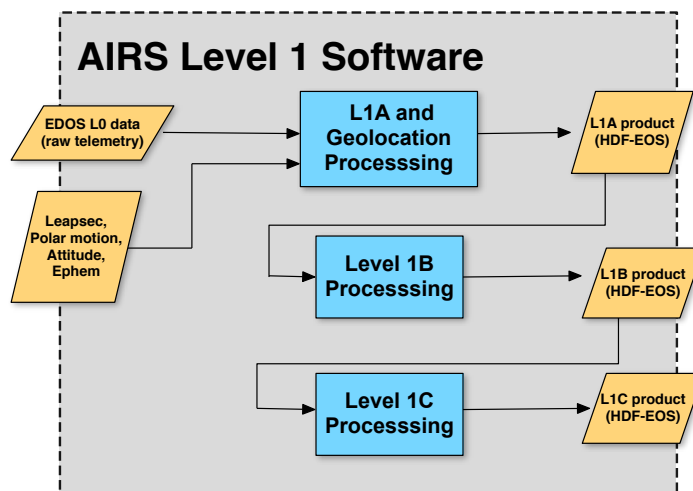 AIRS Level 1 Software
EDOS L0 data
(raw telemetry)
L1A and
Geolocation
Processsing
L1A product
(HDF-EOS)
Leapsec,
Polar motion,
Attitude,
Ephem
Level 1B
Processsing
L1B product
(HDF-EOS)
Level 1C
Processsing
L1C product
(HDF-EOS)